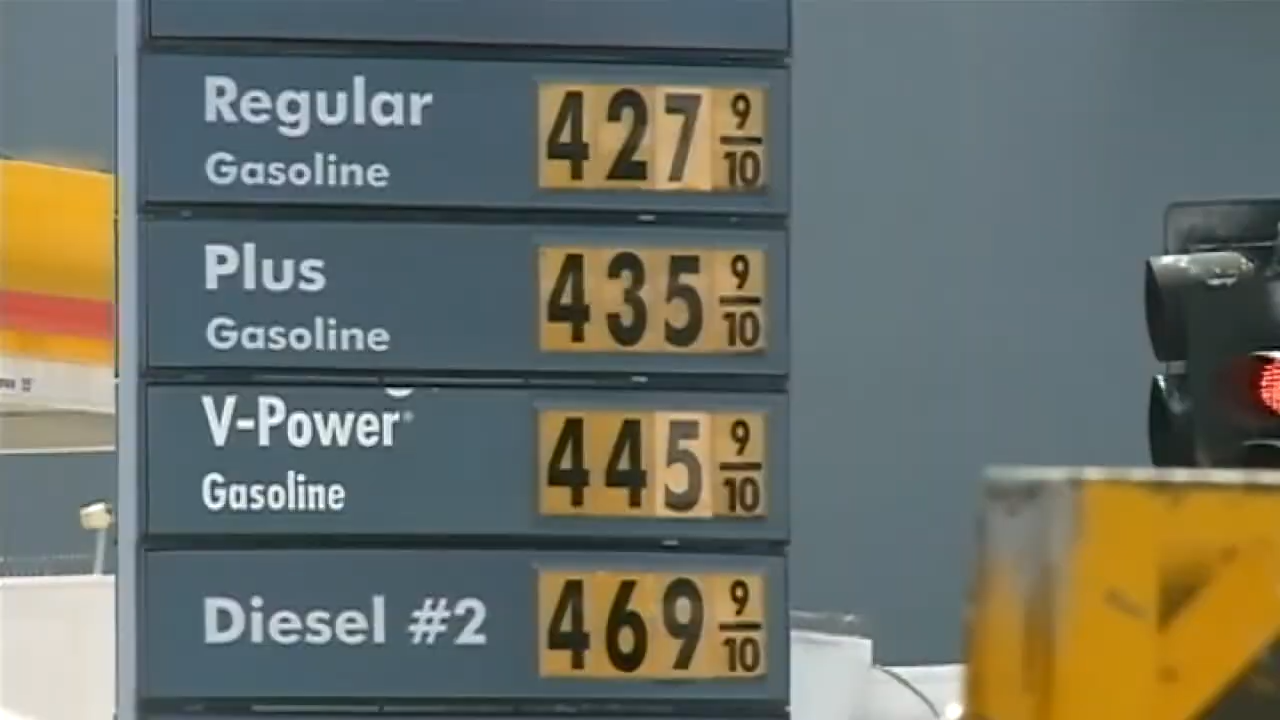 Regular 427 9/10
Gasoline
Plus 435 9/10
Gasoline
V-Power® 445 9/10
Gasoline
Diesel #2 469 9/10